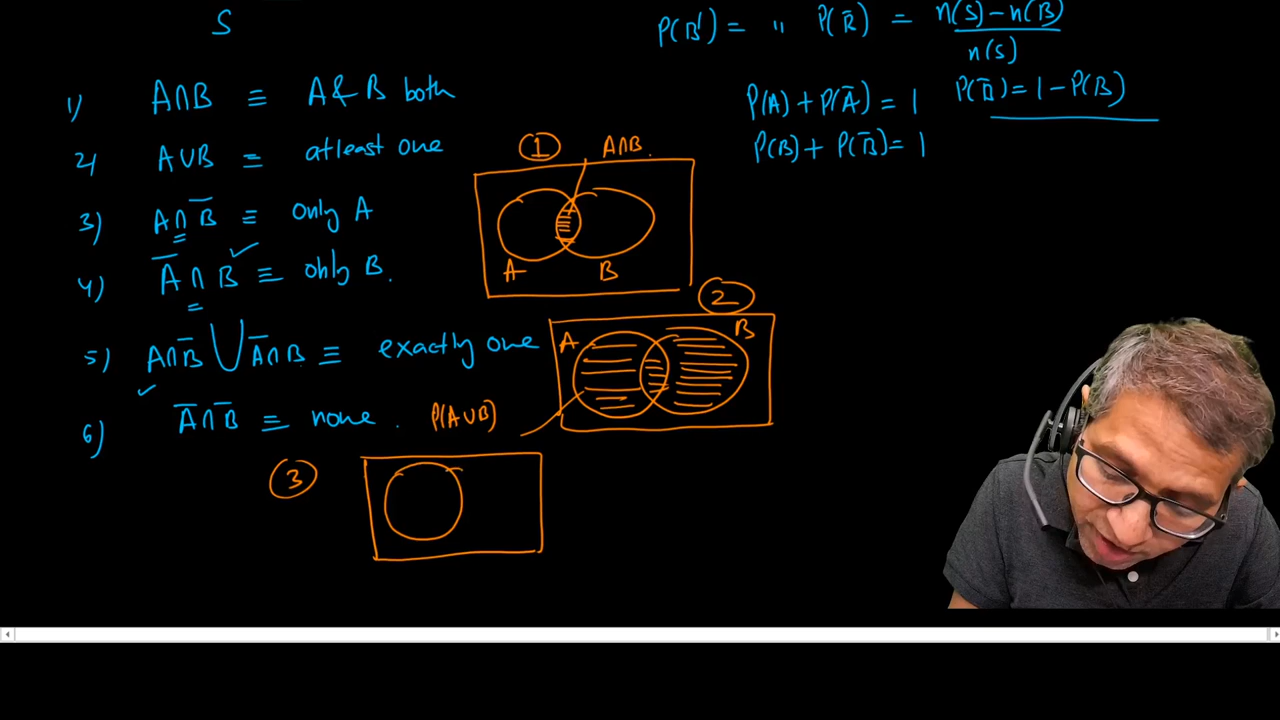 S
1) A∩B ≡ A & B both
2) A∪B ≡ atleast one
3) A∩B̅ ≡ only A
4) A̅∩B ≡ only B.
5) A∩B̅ ⋃ A̅∩B ≡ exactly one
6) A̅∩B̅ ≡ none.
P(B') = " P(B̅) = n(S)-n(B)
n(S)
P(A) + P(A̅) = 1
P(B̅) = 1 - P(B)
P(B) + P(B̅) = 1
1 A∩B.
A B
2
A B
P(A∪B)
3